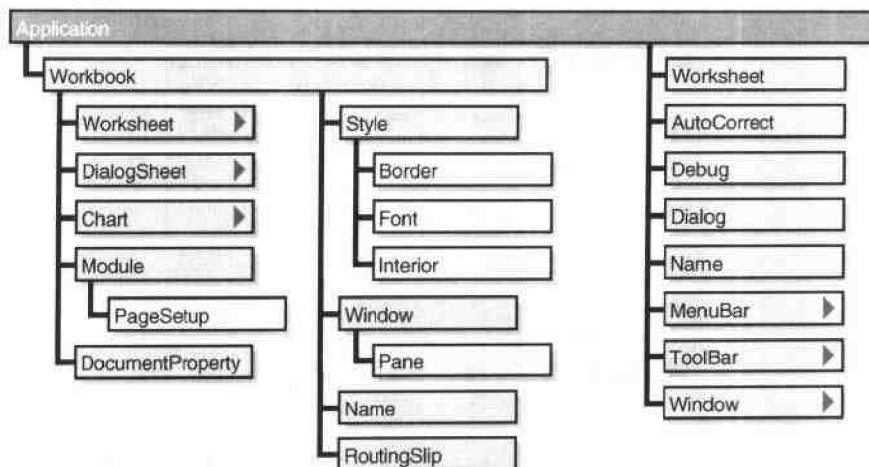 Application
Workbook
Worksheet
DialogSheet
Chart
Module
PageSetup
DocumentProperty
Style
Border
Font
Interior
Window
Pane
Name
RoutingSlip
Worksheet
AutoCorrect
Debug
Dialog
Name
MenuBar
ToolBar
Window